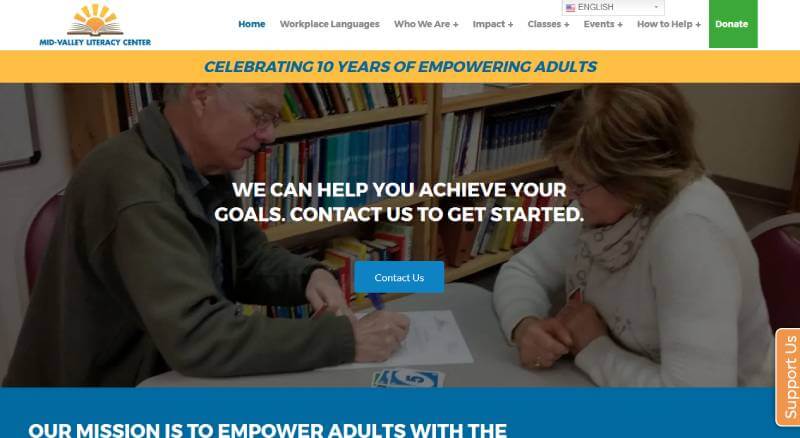 ENGLISH
MID-VALLEY LITERACY CENTER
Home Workplace Languages Who We Are + Impact + Classes + Events + How to Help + Donate
CELEBRATING 10 YEARS OF EMPOWERING ADULTS
WE CAN HELP YOU ACHIEVE YOUR
GOALS. CONTACT US TO GET STARTED.
Contact Us
Support Us
OUR MISSION IS TO EMPOWER ADULTS WITH THE